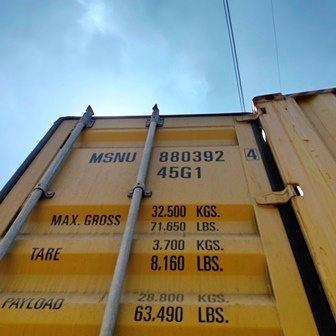 MSNU 880392 4
45G1
MAX. GROSS 32.500 KGS.
71.650 LBS.
TARE 3.700 KGS.
8,160 LBS.
PAYLOAD 28.800 KGS.
63,490 LBS.